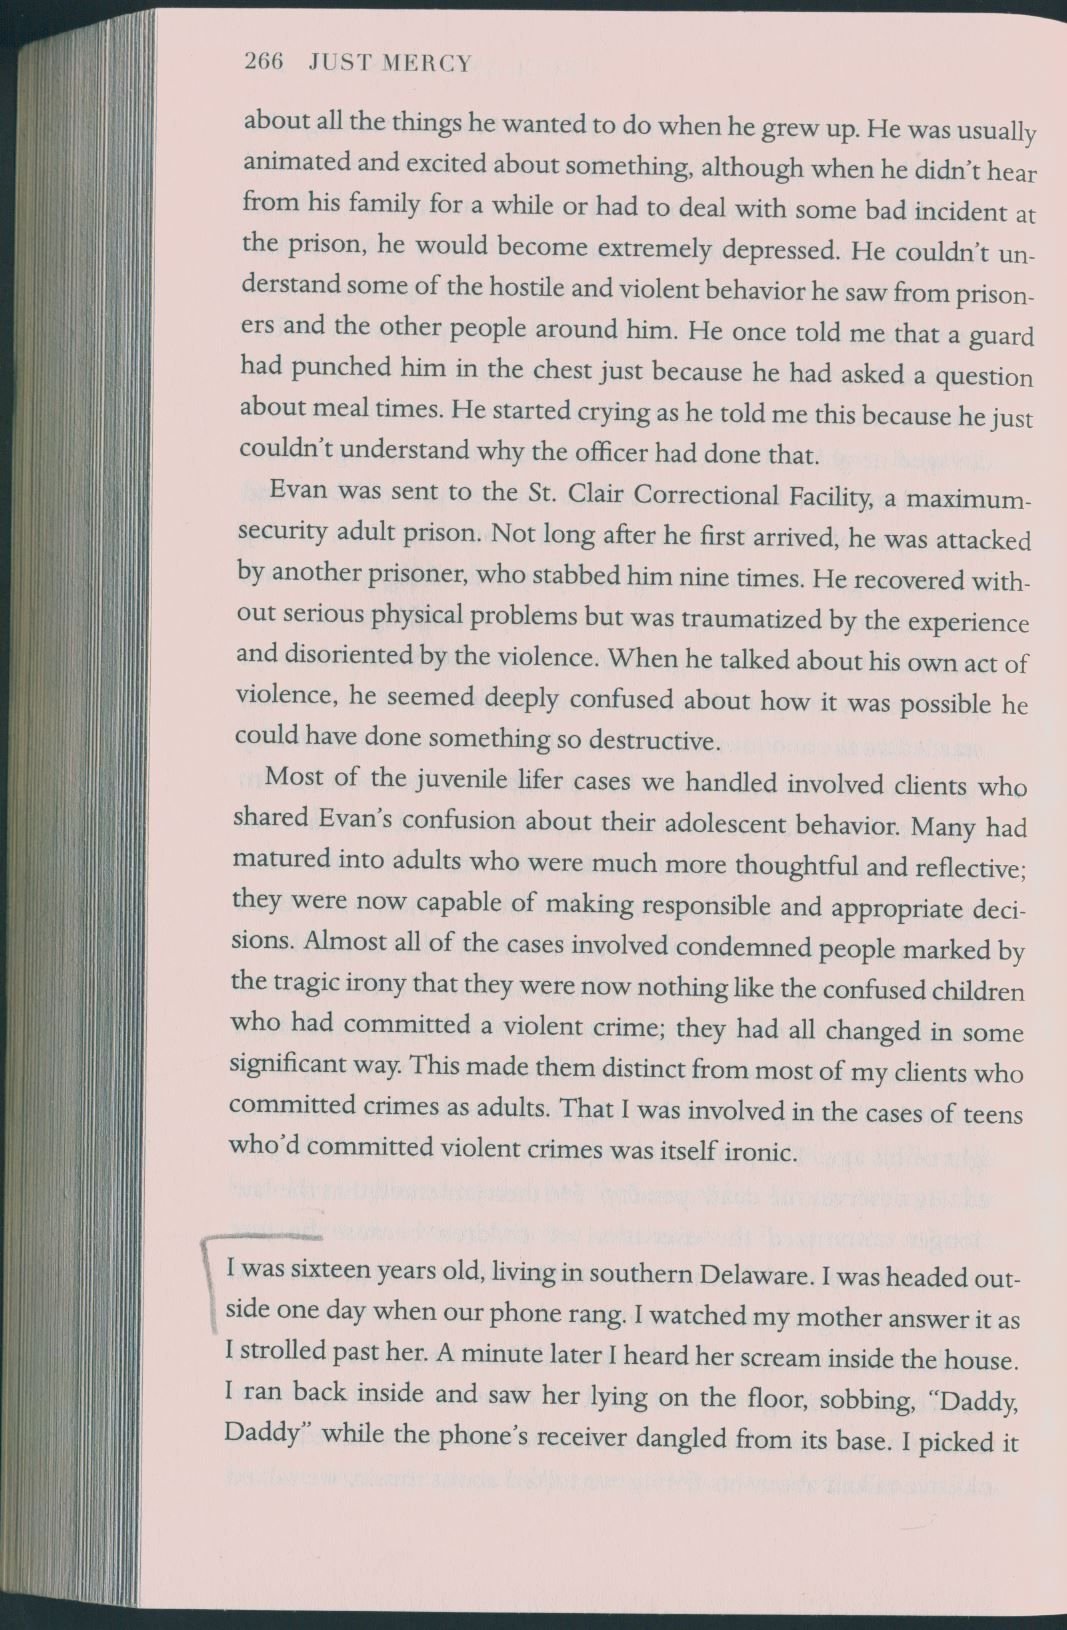 266 JUST MERCY
about all the things he wanted to do when he grew up. He was usually
animated and excited about something, although when he didn't hear
from his family for a while or had to deal with some bad incident at
the prison, he would become extremely depressed. He couldn't un-
derstand some of the hostile and violent behavior he saw from prison-
ers and the other people around him. He once told me that a guard
had punched him in the chest just because he had asked a question
about meal times. He started crying as he told me this because he just
couldn't understand why the officer had done that.
Evan was sent to the St. Clair Correctional Facility, a maximum-
security adult prison. Not long after he first arrived, he was attacked
by another prisoner, who stabbed him nine times. He recovered with-
out serious physical problems but was traumatized by the experience
and disoriented by the violence. When he talked about his own act of
violence, he seemed deeply confused about how it was possible he
could have done something so destructive.
Most of the juvenile lifer cases we handled involved clients who
shared Evan's confusion about their adolescent behavior. Many had
matured into adults who were much more thoughtful and reflective;
they were now capable of making responsible and appropriate deci-
sions. Almost all of the cases involved condemned people marked by
the tragic irony that they were now nothing like the confused children
who had committed a violent crime; they had all changed in some
significant way. This made them distinct from most of my clients who
committed crimes as adults. That I was involved in the cases of teens
who'd committed violent crimes was itself ironic.
I was sixteen years old, living in southern Delaware. I was headed out-
side one day when our phone rang. I watched my mother answer it as
I strolled past her. A minute later I heard her scream inside the house.
I ran back inside and saw her lying on the floor, sobbing, “Daddy,
Daddy” while the phone's receiver dangled from its base. I picked it